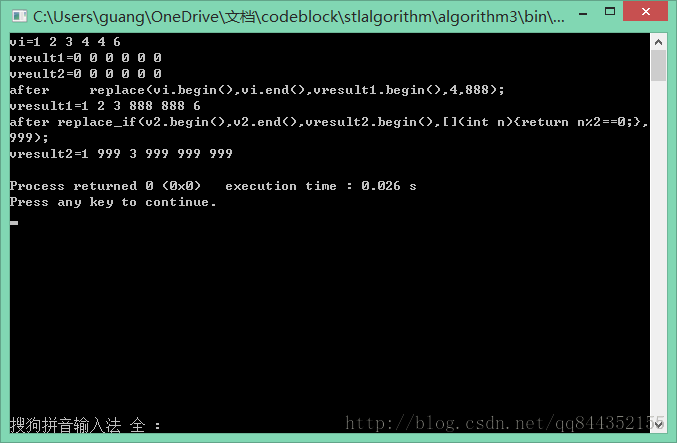 C:\Users\guang\OneDrive\文档\codeblock\stlalgorithm\algorithm3\bin\...
vi=1 2 3 4 4 6
vreult1=0 0 0 0 0 0
vreult2=0 0 0 0 0 0
after     replace(vi.begin(),vi.end(),vresult1.begin(),4,888);
vresult1=1 2 3 888 888 6
after replace_if(v2.begin(),v2.end(),vresult2.begin(),[](int n){return n%2==0;},
999);
vresult2=1 999 3 999 999 999
Process returned 0 (0x0)   execution time : 0.026 s
Press any key to continue.
搜狗拼音输入法 全 :
http://blog.csdn.net/qq844352155